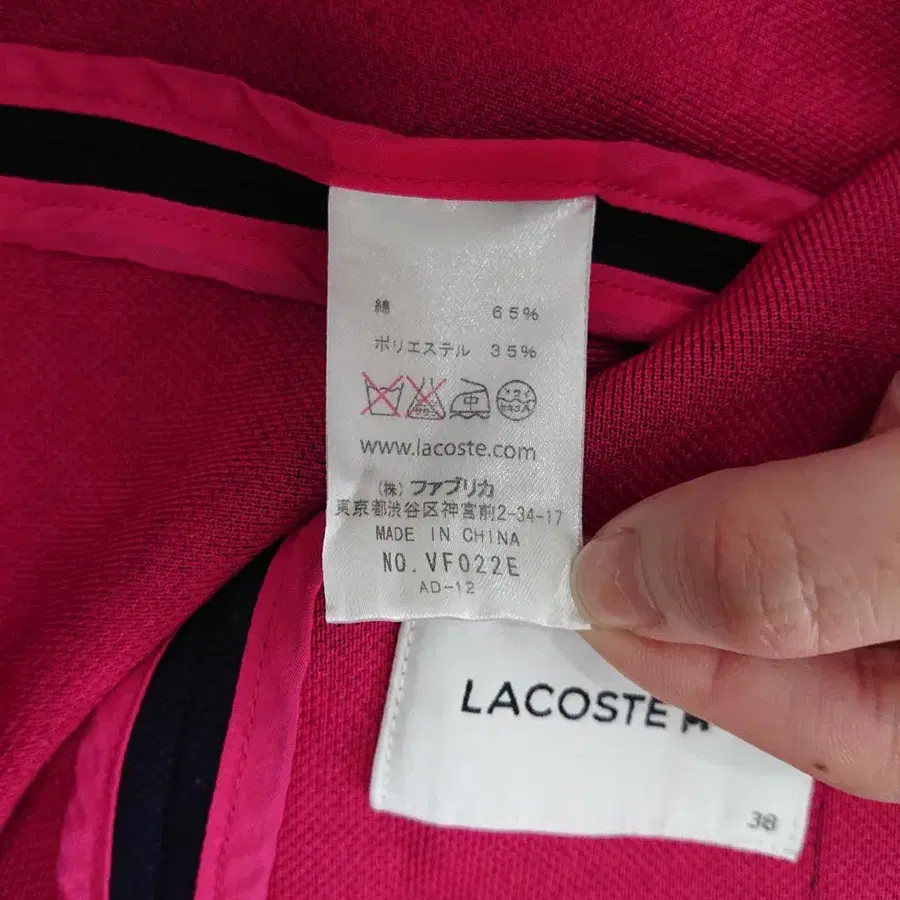 綿 65%
ポリエステル 35%
中
www.lacoste.com
(株)ファブリカ
東京都渋谷区神宮前2-34-17
MADE IN CHINA
NO. VF022E
AD-12
LACOSTE
38